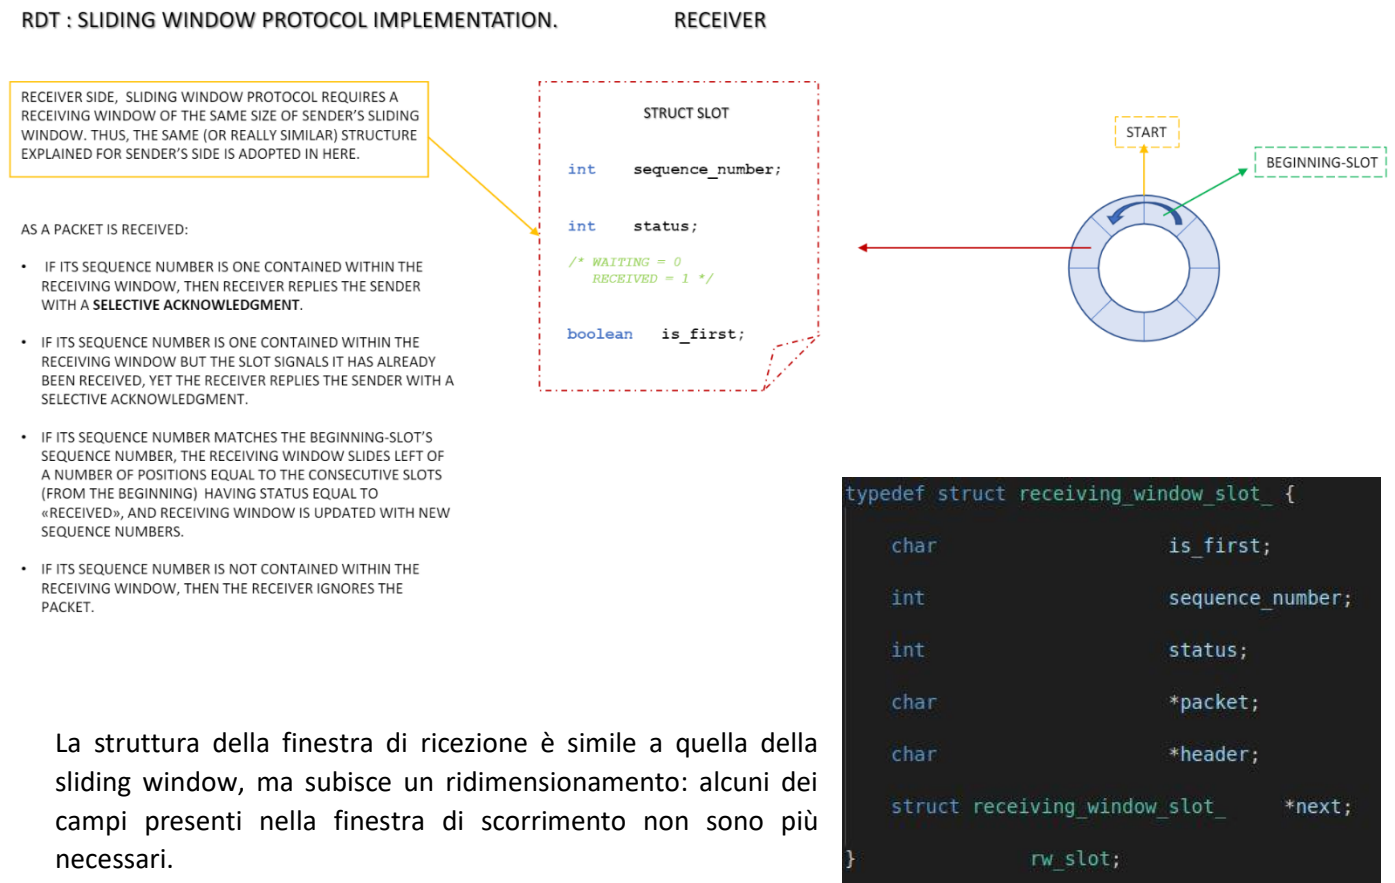 RDT : SLIDING WINDOW PROTOCOL IMPLEMENTATION. RECEIVER
RECEIVER SIDE, SLIDING WINDOW PROTOCOL REQUIRES A
RECEIVING WINDOW OF THE SAME SIZE OF SENDER'S SLIDING
WINDOW. THUS, THE SAME (OR REALLY SIMILAR) STRUCTURE
EXPLAINED FOR SENDER'S SIDE IS ADOPTED IN HERE.
AS A PACKET IS RECEIVED:
• IF ITS SEQUENCE NUMBER IS ONE CONTAINED WITHIN THE
RECEIVING WINDOW, THEN RECEIVER REPLIES THE SENDER
WITH A SELECTIVE ACKNOWLEDGMENT.
• IF ITS SEQUENCE NUMBER IS ONE CONTAINED WITHIN THE
RECEIVING WINDOW BUT THE SLOT SIGNALS IT HAS ALREADY
BEEN RECEIVED, YET THE RECEIVER REPLIES THE SENDER WITH A
SELECTIVE ACKNOWLEDGMENT.
• IF ITS SEQUENCE NUMBER MATCHES THE BEGINNING-SLOT'S
SEQUENCE NUMBER, THE RECEIVING WINDOW SLIDES LEFT OF
A NUMBER OF POSITIONS EQUAL TO THE CONSECUTIVE SLOTS
(FROM THE BEGINNING) HAVING STATUS EQUAL TO
«RECEIVED», AND RECEIVING WINDOW IS UPDATED WITH NEW
SEQUENCE NUMBERS.
• IF ITS SEQUENCE NUMBER IS NOT CONTAINED WITHIN THE
RECEIVING WINDOW, THEN THE RECEIVER IGNORES THE
PACKET.
STRUCT SLOT
int sequence_number;
int status;
/* WAITING = 0
RECEIVED = 1 */
boolean is_first;
START
BEGINNING-SLOT
typedef struct receiving_window_slot_ {
char is_first;
int sequence_number;
int status;
char *packet;
char *header;
struct receiving_window_slot_ *next;
} rw_slot;
La struttura della finestra di ricezione è simile a quella della
sliding window, ma subisce un ridimensionamento: alcuni dei
campi presenti nella finestra di scorrimento non sono più
necessari.